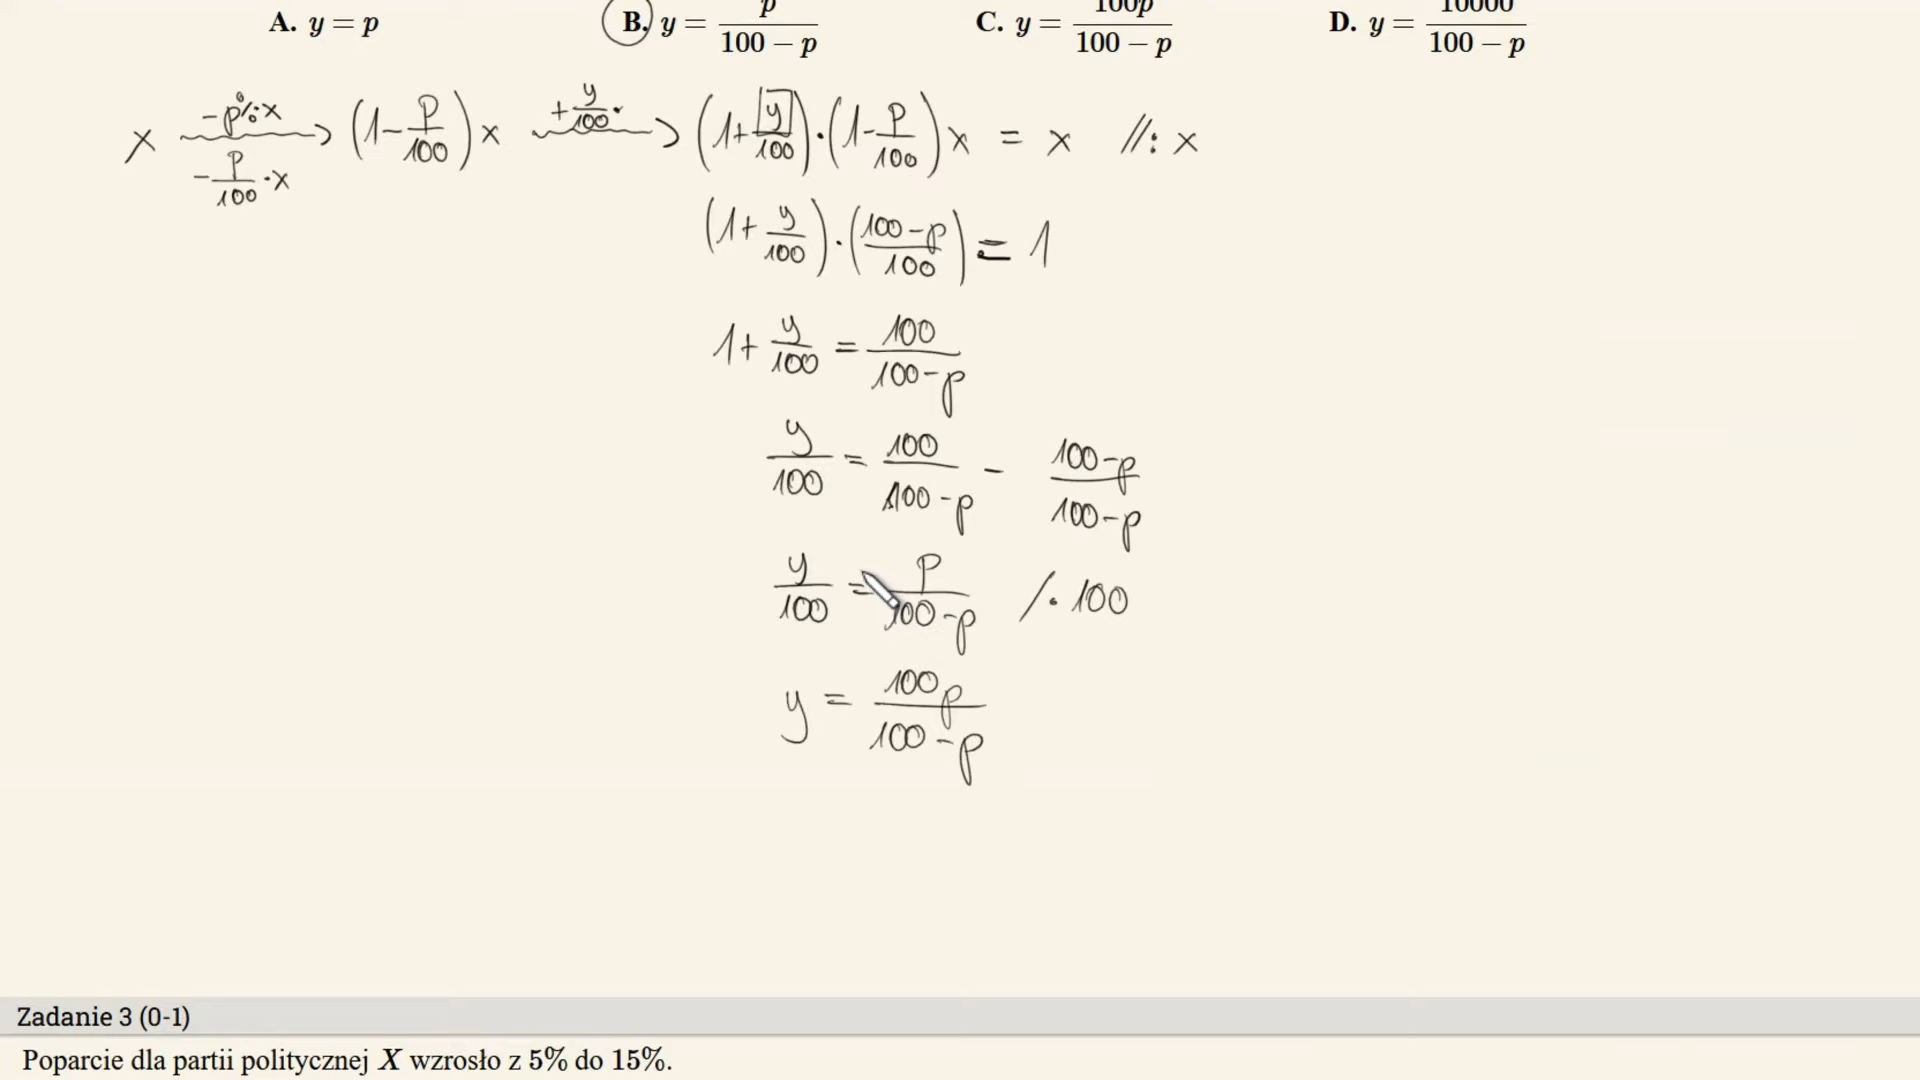 A. y = p B. y = p/(100 − p) C. y = 100p/(100 − p) D. y = 10000/(100 − p)
x −p%·x −p/100·x → (1 − p/100)x +y/100· → (1 + y/100)·(1 − p/100)x = x //: x
(1 + y/100)·((100 − p)/100) = 1
1 + y/100 = 100/(100 − p)
y/100 = 100/(100 − p) − (100 − p)/(100 − p)
y/100 = p/(100 − p) /·100
y = 100p/(100 − p)
Zadanie 3 (0-1)
Poparcie dla partii politycznej X wzrosło z 5% do 15%.